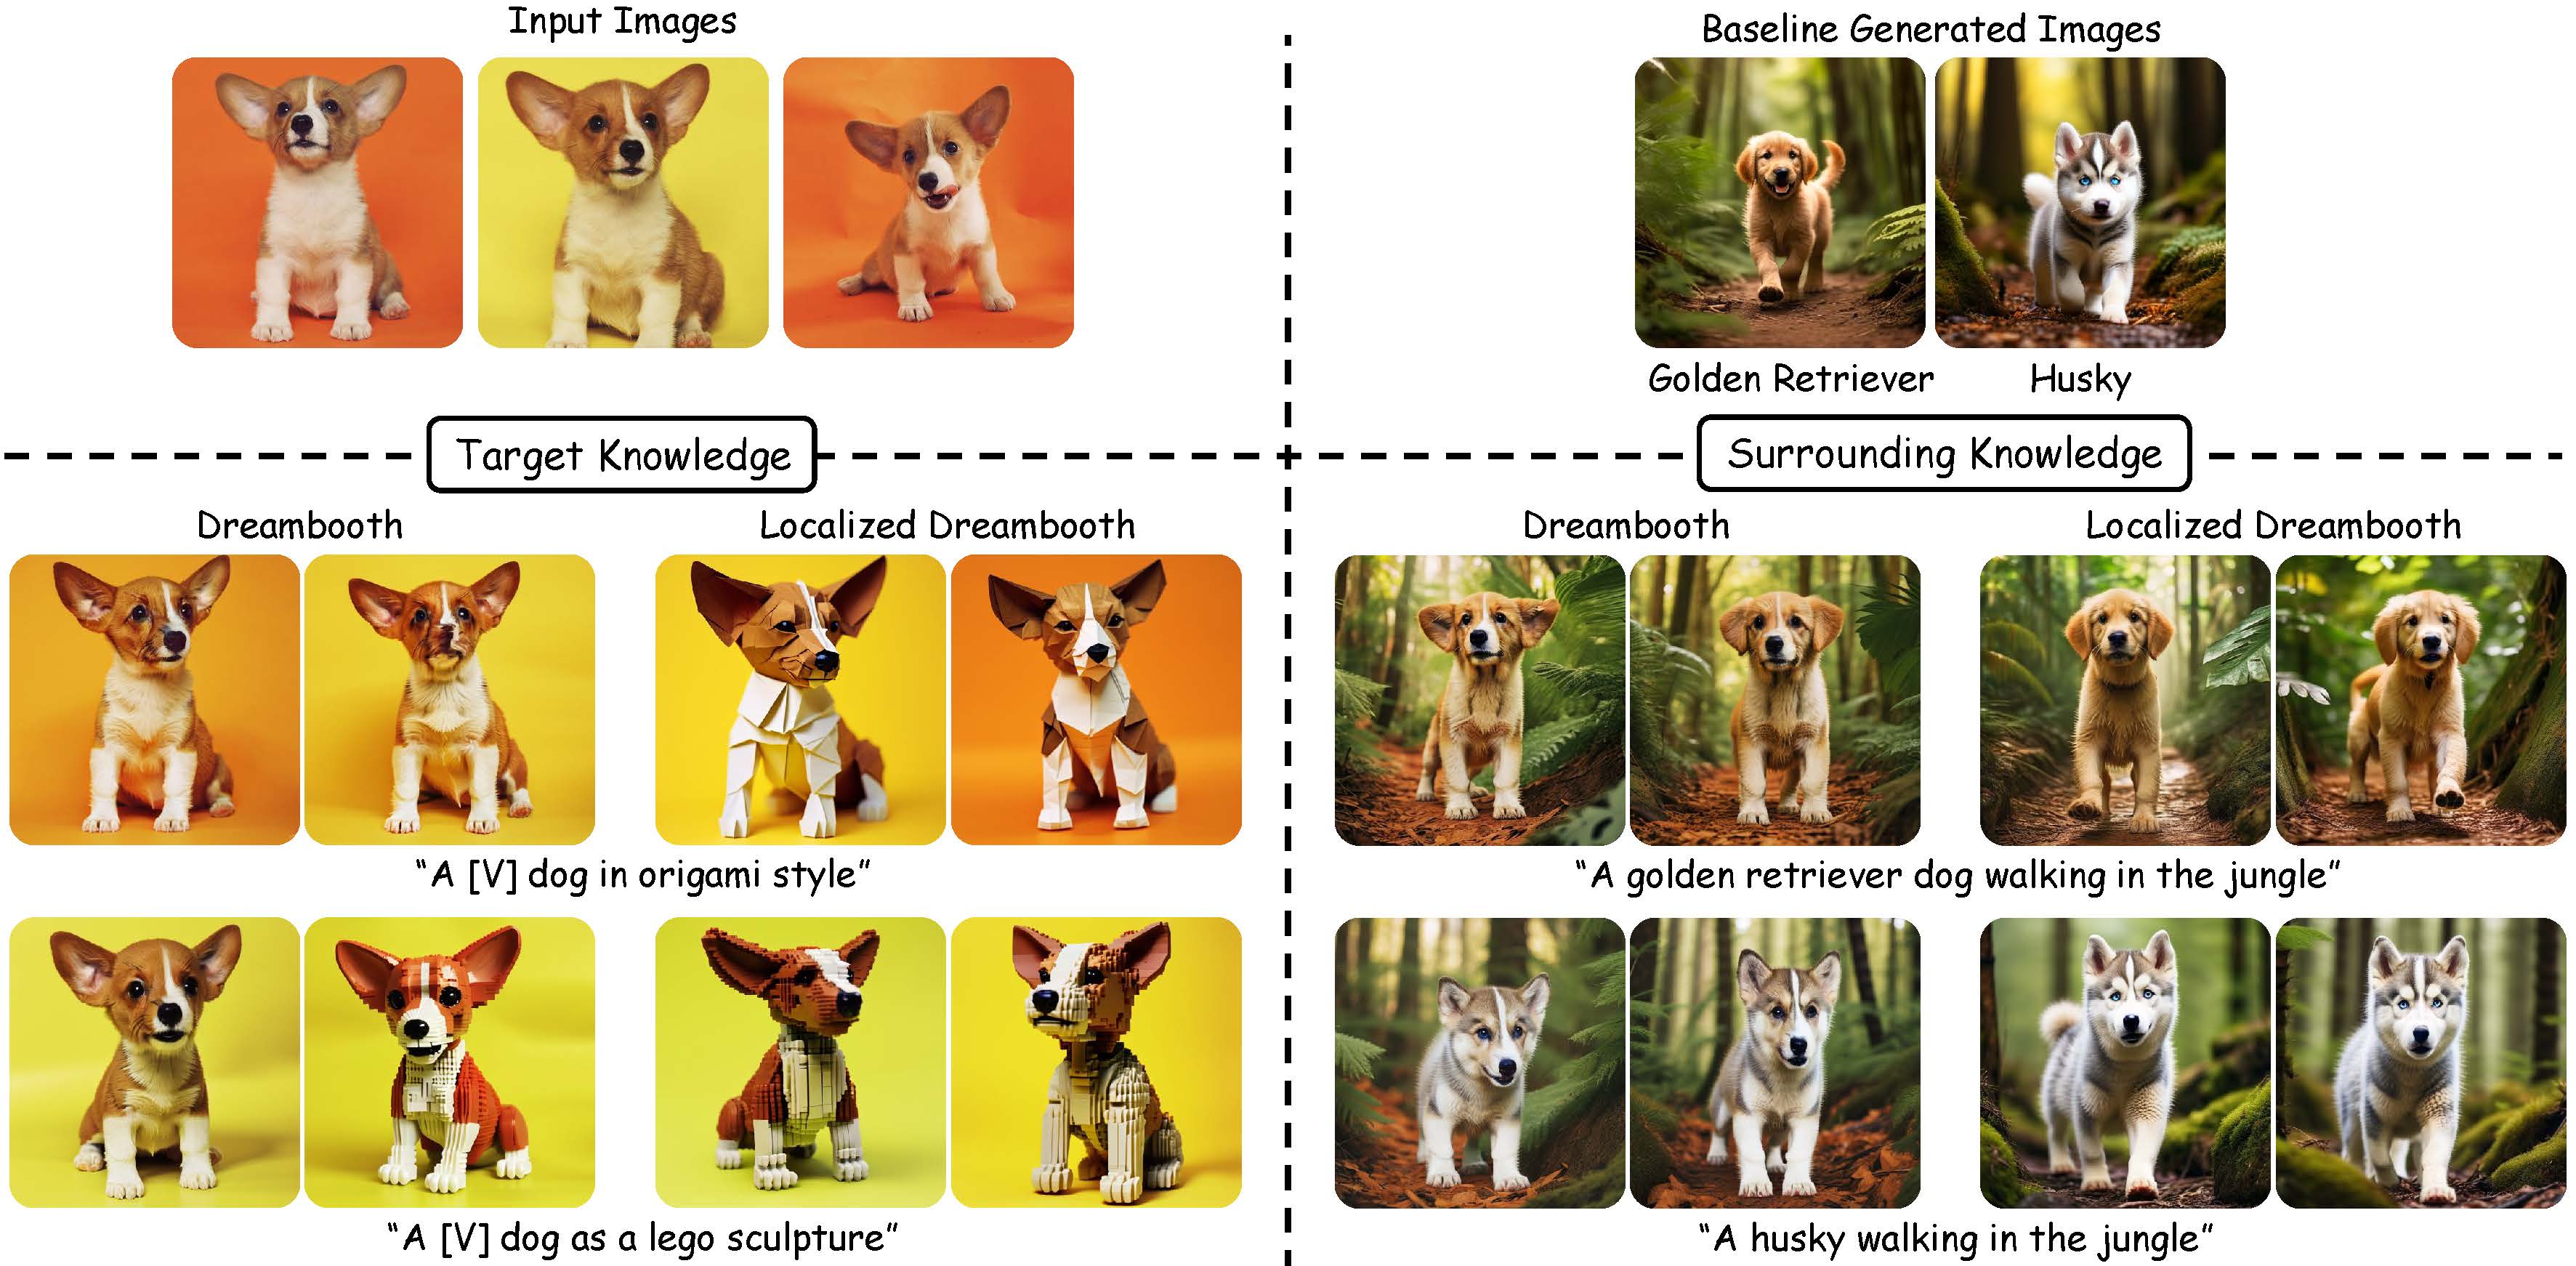 Input Images
Baseline Generated Images
Golden Retriever
Husky
Target Knowledge
Surrounding Knowledge
Dreambooth
Localized Dreambooth
Dreambooth
Localized Dreambooth
“A [V] dog in origami style”
“A golden retriever dog walking in the jungle”
“A [V] dog as a lego sculpture”
“A husky walking in the jungle”